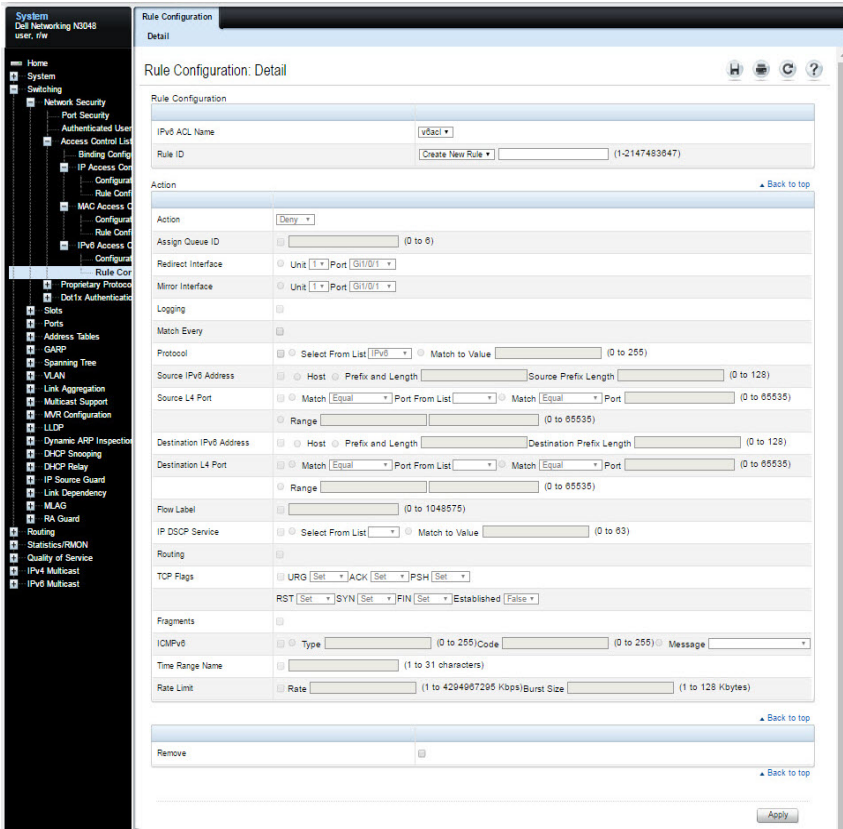 System
Dell Networking N3048
user, r/w
Home
System
Switching
Network Security
Port Security
Authenticated User
Access Control List
Binding Config
IP Access Con
Configurat
Rule Conf
MAC Access C
Configurat
Rule Conf
IPv6 Access C
Configurat
Rule Cor
Proprietary Protoco
Dot1x Authenticatio
Slots
Ports
Address Tables
GARP
Spanning Tree
VLAN
Link Aggregation
Multicast Support
MVR Configuration
LLDP
Dynamic ARP Inspection
DHCP Snooping
DHCP Relay
IP Source Guard
Link Dependency
MLAG
RA Guard
Routing
Statistics/RMON
Quality of Service
IPv4 Multicast
IPv6 Multicast
Rule Configuration
Detail
Rule Configuration: Detail
Rule Configuration
IPv6 ACL Name v6acl
Rule ID Create New Rule (1-2147483647)
Back to top
Action
Action Deny
Assign Queue ID (0 to 6)
Redirect Interface Unit 1 Port Gi1/0/1
Mirror Interface Unit 1 Port Gi1/0/1
Logging
Match Every
Protocol Select From List IPv6 Match to Value (0 to 255)
Source IPv6 Address Host Prefix and Length Source Prefix Length (0 to 128)
Source L4 Port Match Equal Port From List Match Equal Port (0 to 65535)
Range (0 to 65535)
Destination IPv6 Address Host Prefix and Length Destination Prefix Length (0 to 128)
Destination L4 Port Match Equal Port From List Match Equal Port (0 to 65535)
Range (0 to 65535)
Flow Label (0 to 1048575)
IP DSCP Service Select From List Match to Value (0 to 63)
Routing
TCP Flags URG Set ACK Set PSH Set
RST Set SYN Set FIN Set Established False
Fragments
ICMPv6 Type (0 to 255) Code (0 to 255) Message
Time Range Name (1 to 31 characters)
Rate Limit Rate (1 to 4294967295 Kbps) Burst Size (1 to 128 Kbytes)
Back to top
Remove
Back to top
Apply